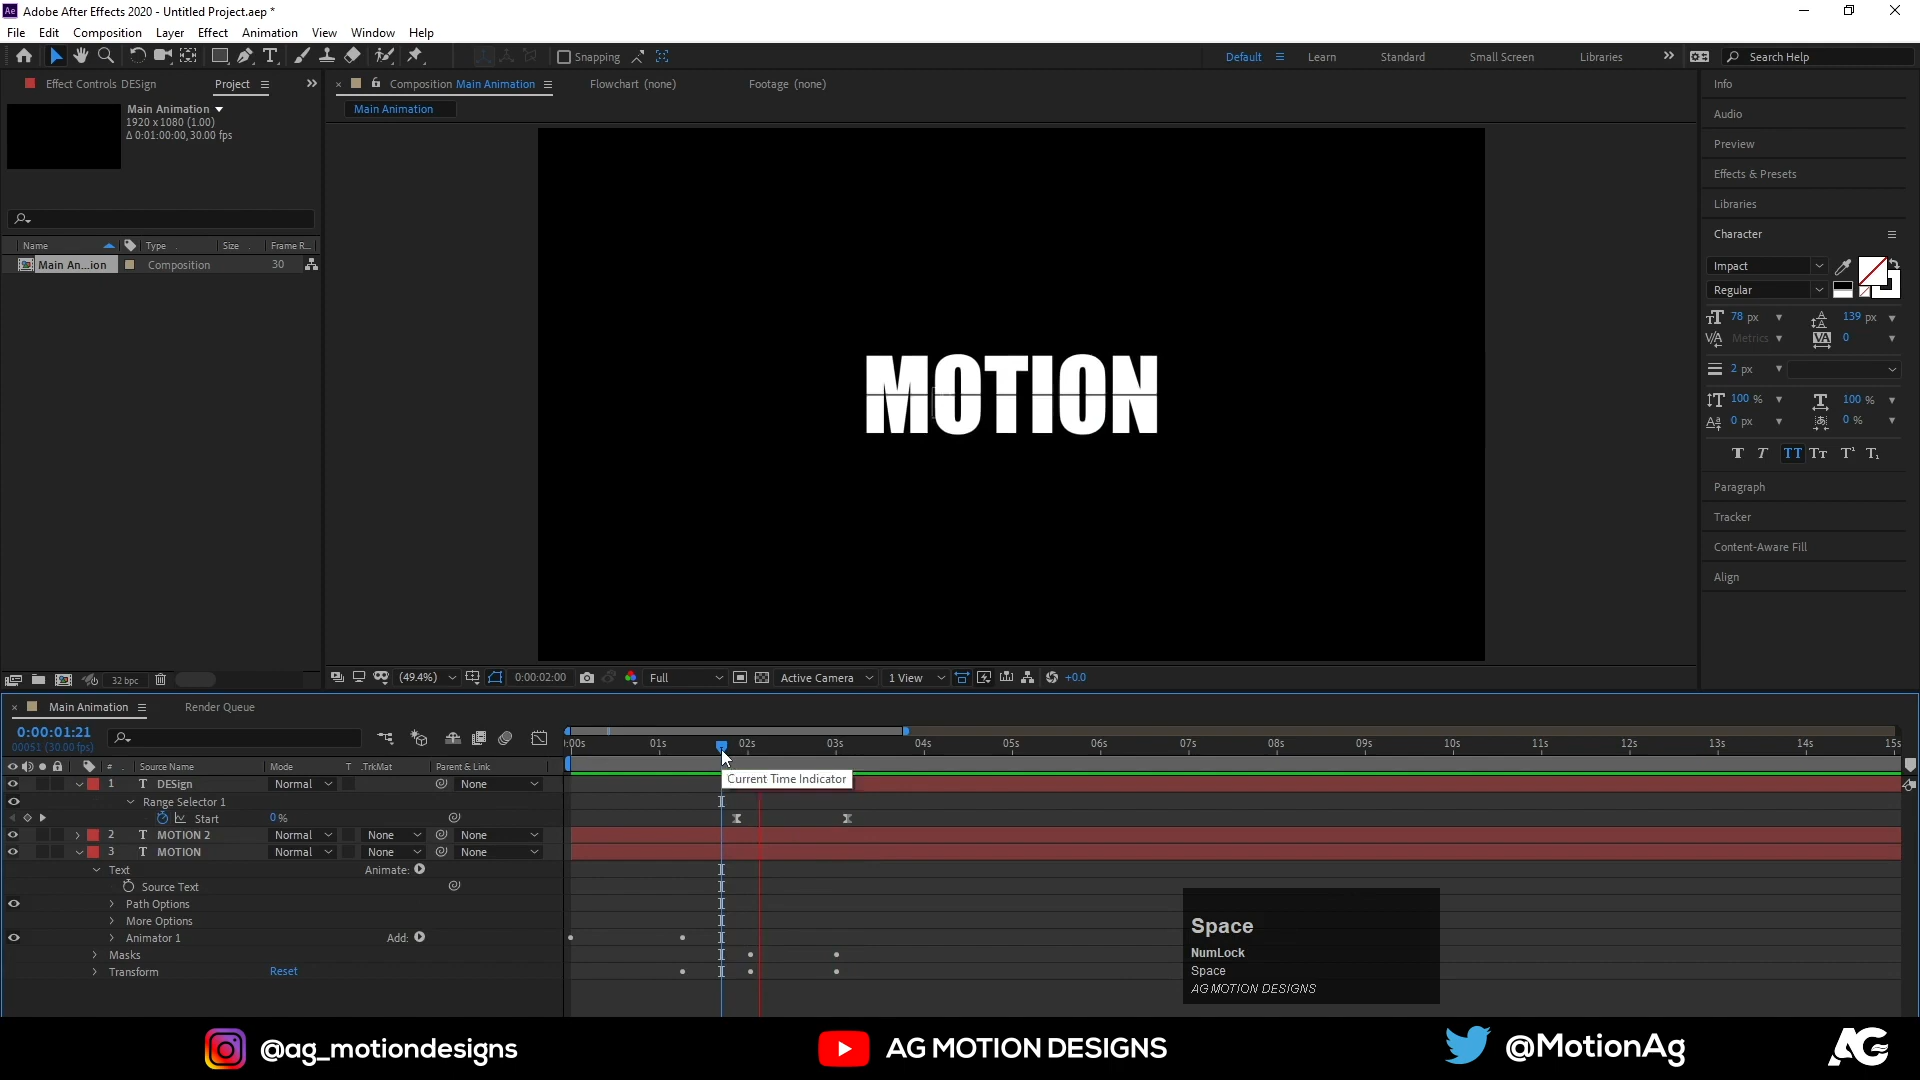 Ae Adobe After Effects 2020 - Untitled Project.aep *
File Edit Composition Layer Effect Animation View Window Help
Snapping Default Learn Standard Small Screen Libraries Search Help
Effect Controls DESign Project
Main Animation
1920 x 1080 (1.00)
Δ 0:01:00:00, 30.00 fps
Name Type Size Frame R...
Main An...ion Composition 30
32 bpc
Composition Main Animation Flowchart (none) Footage (none)
Main Animation
MOTION
(49.4%) 0:00:02:00 Full Active Camera 1 View +0.0
Info
Audio
Preview
Effects & Presets
Libraries
Character
Impact
Regular
78 px 139 px
Metrics 0
2 px
100 % 100 %
0 px 0 %
Paragraph
Tracker
Content-Aware Fill
Align
Main Animation Render Queue
0:00:01:21
00051 (30.00 fps)
:00s 01s 02s 03s 04s 05s 06s 07s 08s 09s 10s 11s 12s 13s 14s 15s
# Source Name Mode T .TrkMat Parent & Link
Current Time Indicator
1 T DESign Normal None
Range Selector 1
Start 0 %
2 T MOTION 2 Normal None None
3 T MOTION Normal None None
Text Animate:
Source Text
Path Options
More Options
Animator 1 Add:
Masks
Transform Reset
Space
NumLock
Space
AG MOTION DESIGNS
@ag_motiondesigns AG MOTION DESIGNS @MotionAg AG